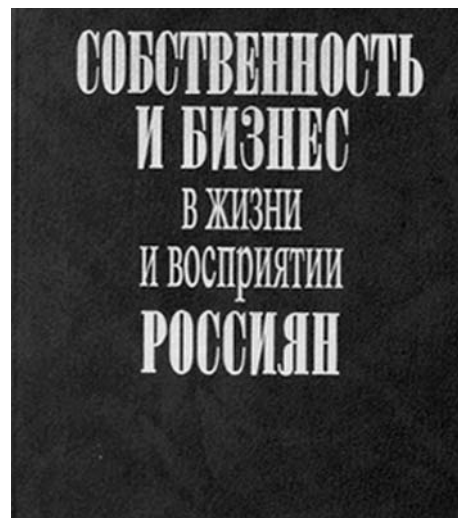 СОБСТВЕННОСТЬ
И БИЗНЕС
В ЖИЗНИ
И ВОСПРИЯТИИ
РОССИЯН